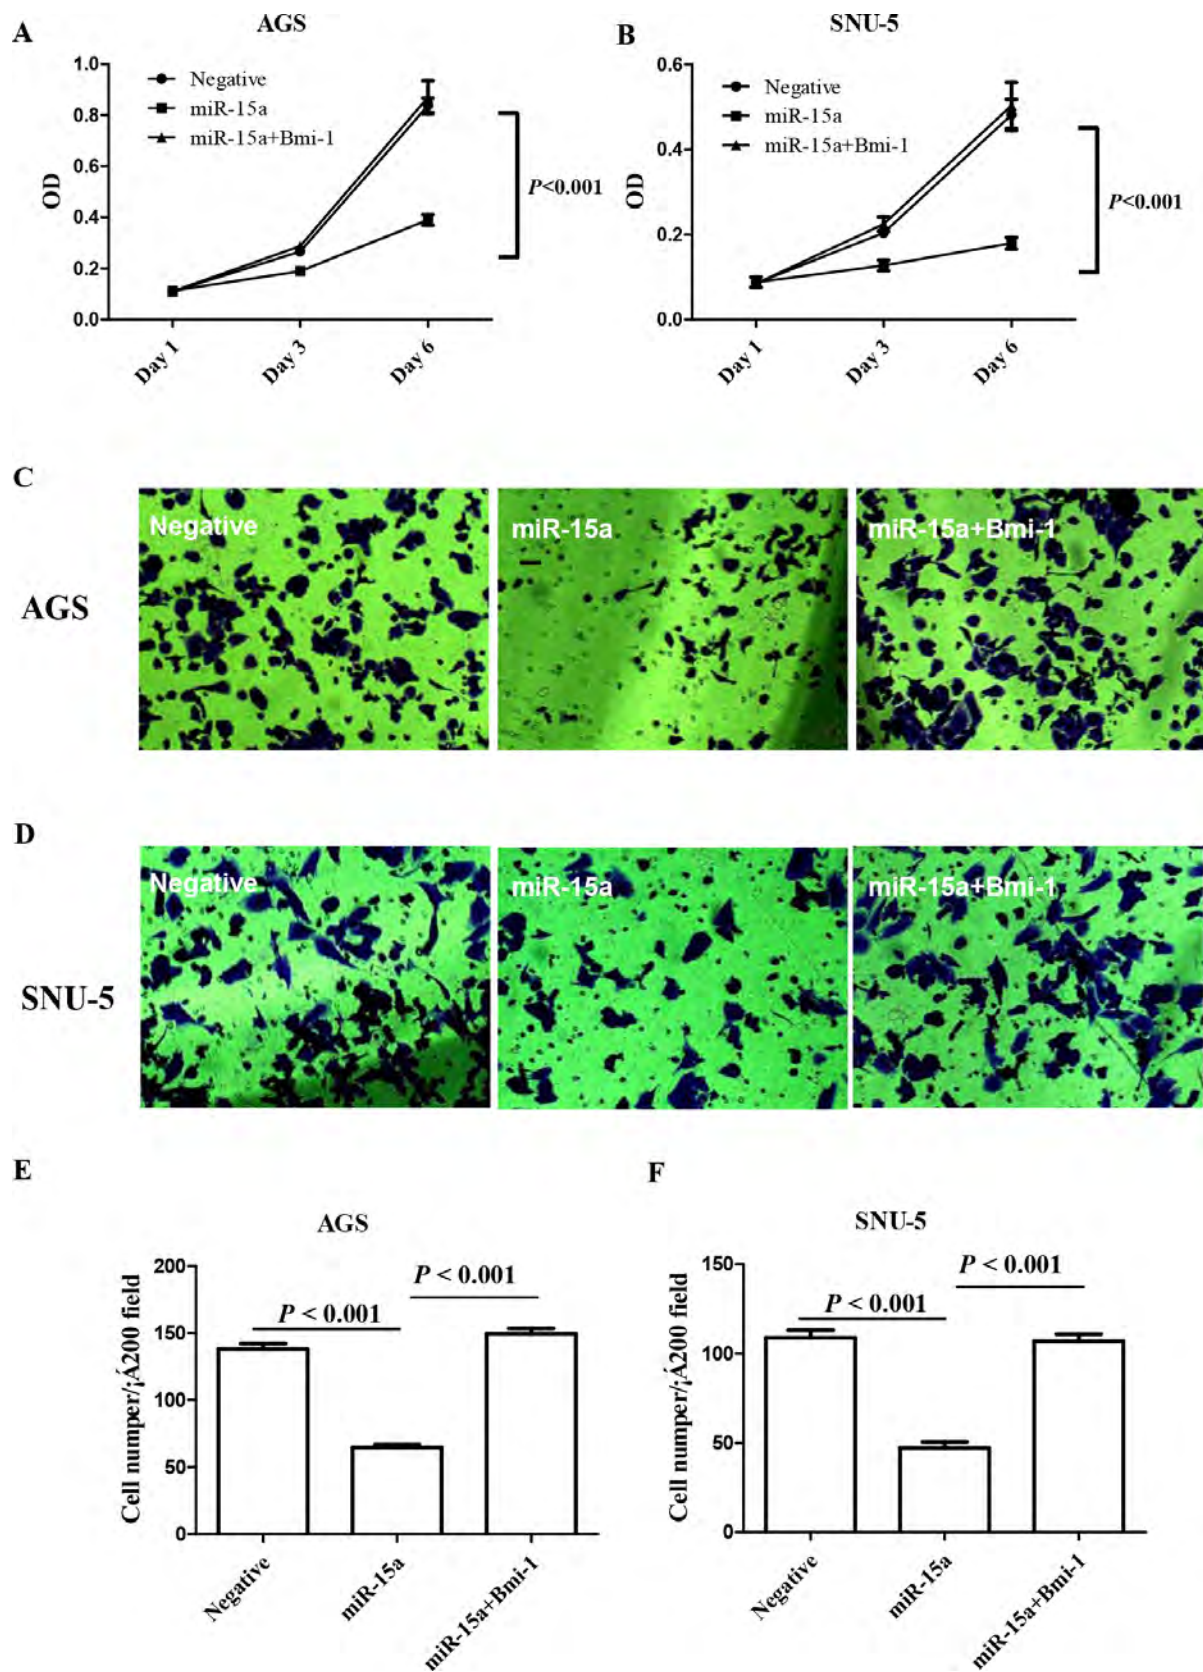 A
AGS
1.0
0.8
0.6
0.4
0.2
0.0
OD
Negative
miR-15a
miR-15a+Bmi-1
P<0.001
Day 1
Day 3
Day 6
B
SNU-5
0.6
0.4
0.2
0.0
OD
Negative
miR-15a
miR-15a+Bmi-1
P<0.001
Day 1
Day 3
Day 6
C
AGS
Negative
miR-15a
miR-15a+Bmi-1
D
SNU-5
Negative
miR-15a
miR-15a+Bmi-1
E
AGS
200
150
100
50
0
Cell numper/¡Á200 field
P < 0.001
P < 0.001
Negative
miR-15a
miR-15a+Bmi-1
F
SNU-5
150
100
50
0
Cell numper/¡Á200 field
P < 0.001
P < 0.001
Negative
miR-15a
miR-15a+Bmi-1